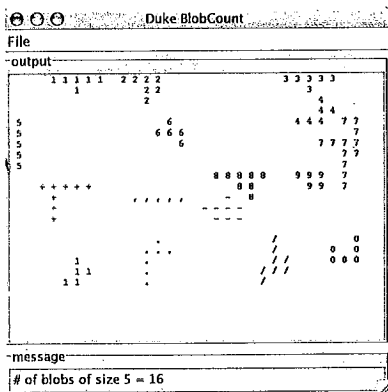 Duke BlobCount
File
output
1 1 1 1 1 2 2 2 2 3 3 3 3 3
1 2 2 3
2 4
4 4
5 6 4 4 4 7 7
5 6 6 6 7
5 6 7 7 7 7
5 7 7
5 7
8 8 8 8 8 9 9 9 7
8 8 9 9 7
+ + + + + 8
+ , , , , , -
+ - - - -
+ - - -
/ 0
/ 0 0
1 / / 0 0 0
1 1 / / /
1 1 /
message
# of blobs of size 5 = 16